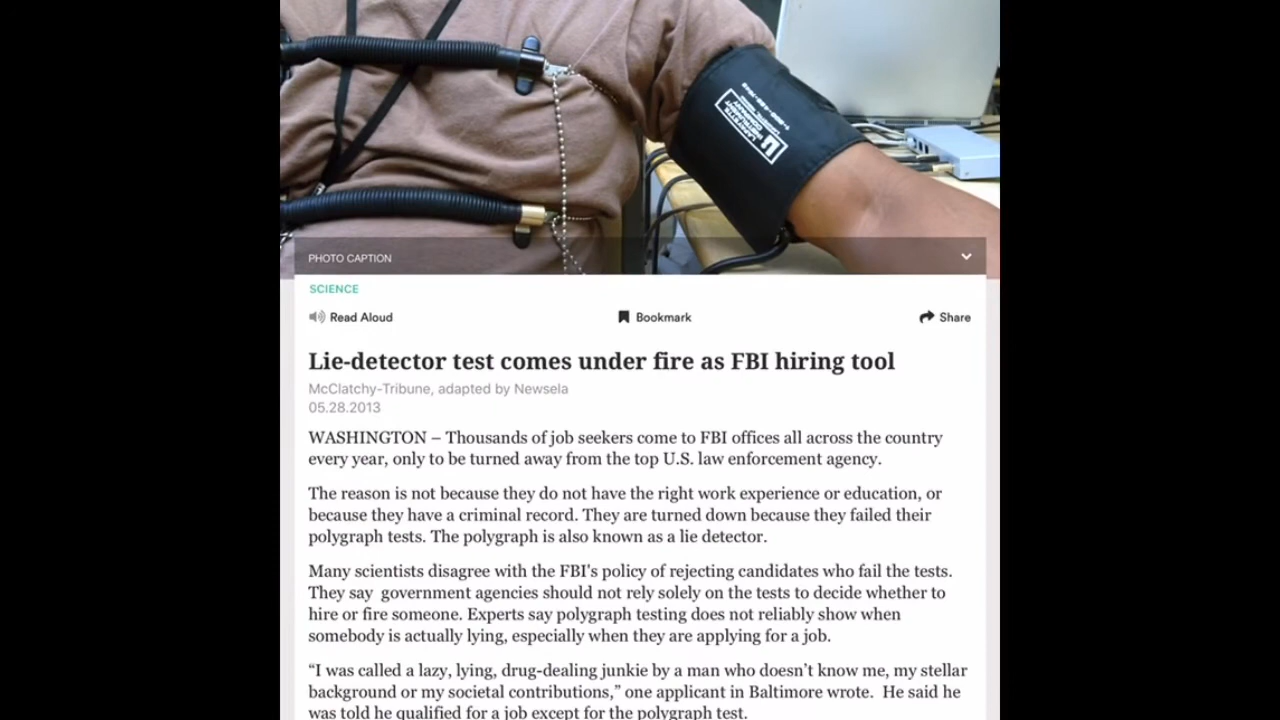 LAFAYETTE
INSTRUMENT
COMPANY
PHOTO CAPTION
SCIENCE
Read Aloud
Bookmark
Share
Lie-detector test comes under fire as FBI hiring tool
McClatchy-Tribune, adapted by Newsela
05.28.2013
WASHINGTON – Thousands of job seekers come to FBI offices all across the country
every year, only to be turned away from the top U.S. law enforcement agency.
The reason is not because they do not have the right work experience or education, or
because they have a criminal record. They are turned down because they failed their
polygraph tests. The polygraph is also known as a lie detector.
Many scientists disagree with the FBI's policy of rejecting candidates who fail the tests.
They say  government agencies should not rely solely on the tests to decide whether to
hire or fire someone. Experts say polygraph testing does not reliably show when
somebody is actually lying, especially when they are applying for a job.
“I was called a lazy, lying, drug-dealing junkie by a man who doesn’t know me, my stellar
background or my societal contributions,” one applicant in Baltimore wrote.  He said he
was told he qualified for a job except for the polygraph test.